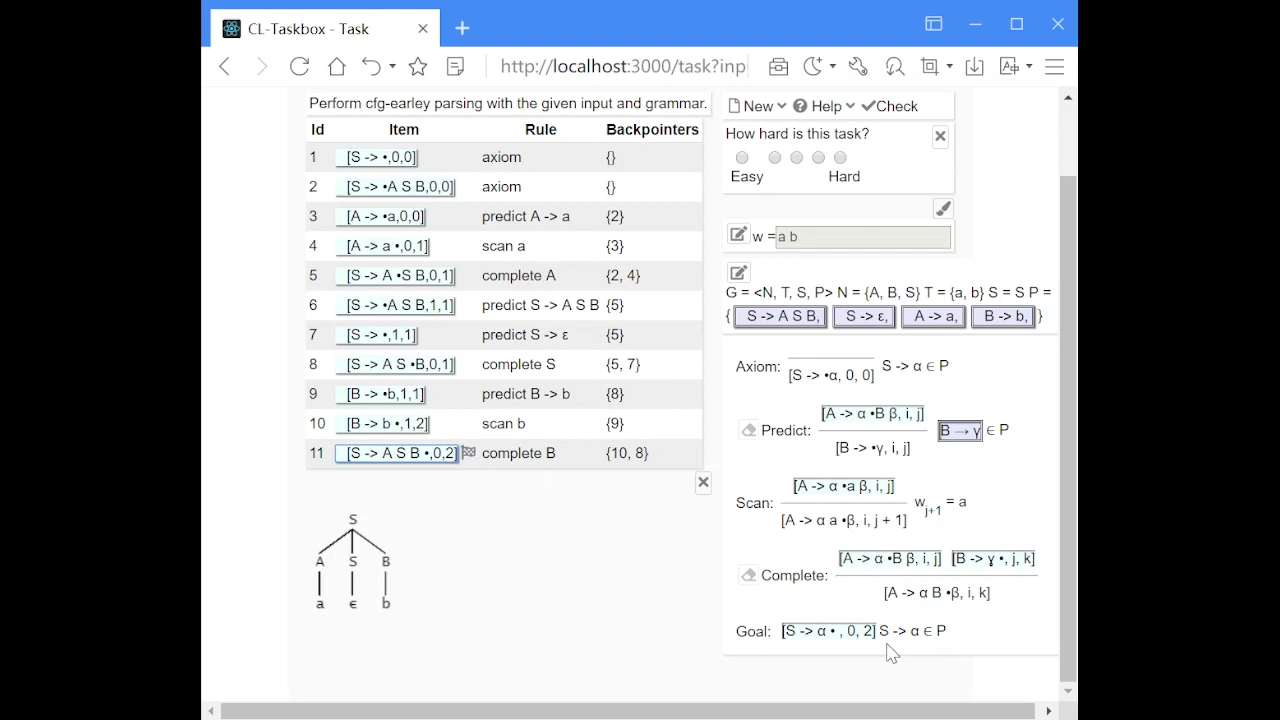 CL-Taskbox - Task
http://localhost:3000/task?inp
Perform cfg-earley parsing with the given input and grammar.
Id Item Rule Backpointers
1 [S -> •,0,0] axiom {}
2 [S -> •A S B,0,0] axiom {}
3 [A -> •a,0,0] predict A -> a {2}
4 [A -> a •,0,1] scan a {3}
5 [S -> A •S B,0,1] complete A {2, 4}
6 [S -> •A S B,1,1] predict S -> A S B {5}
7 [S -> •,1,1] predict S -> ε {5}
8 [S -> A S •B,0,1] complete S {5, 7}
9 [B -> •b,1,1] predict B -> b {8}
10 [B -> b •,1,2] scan b {9}
11 [S -> A S B •,0,2] complete B {10, 8}
S
A S B
a ϵ b
New Help Check
How hard is this task?
Easy Hard
w = a b
G = <N, T, S, P> N = {A, B, S} T = {a, b} S = S P =
{ S -> A S B, S -> ε, A -> a, B -> b, }
Axiom: [S -> •α, 0, 0] S -> α ∈ P
[A -> α •B β, i, j]
Predict: B → γ ∈ P
[B -> •γ, i, j]
[A -> α •a β, i, j]
Scan: w j+1 = a
[A -> α a •β, i, j + 1]
[A -> α •B β, i, j] [B -> γ •, j, k]
Complete:
[A -> α B •β, i, k]
Goal: [S -> α • , 0, 2] S -> α ∈ P